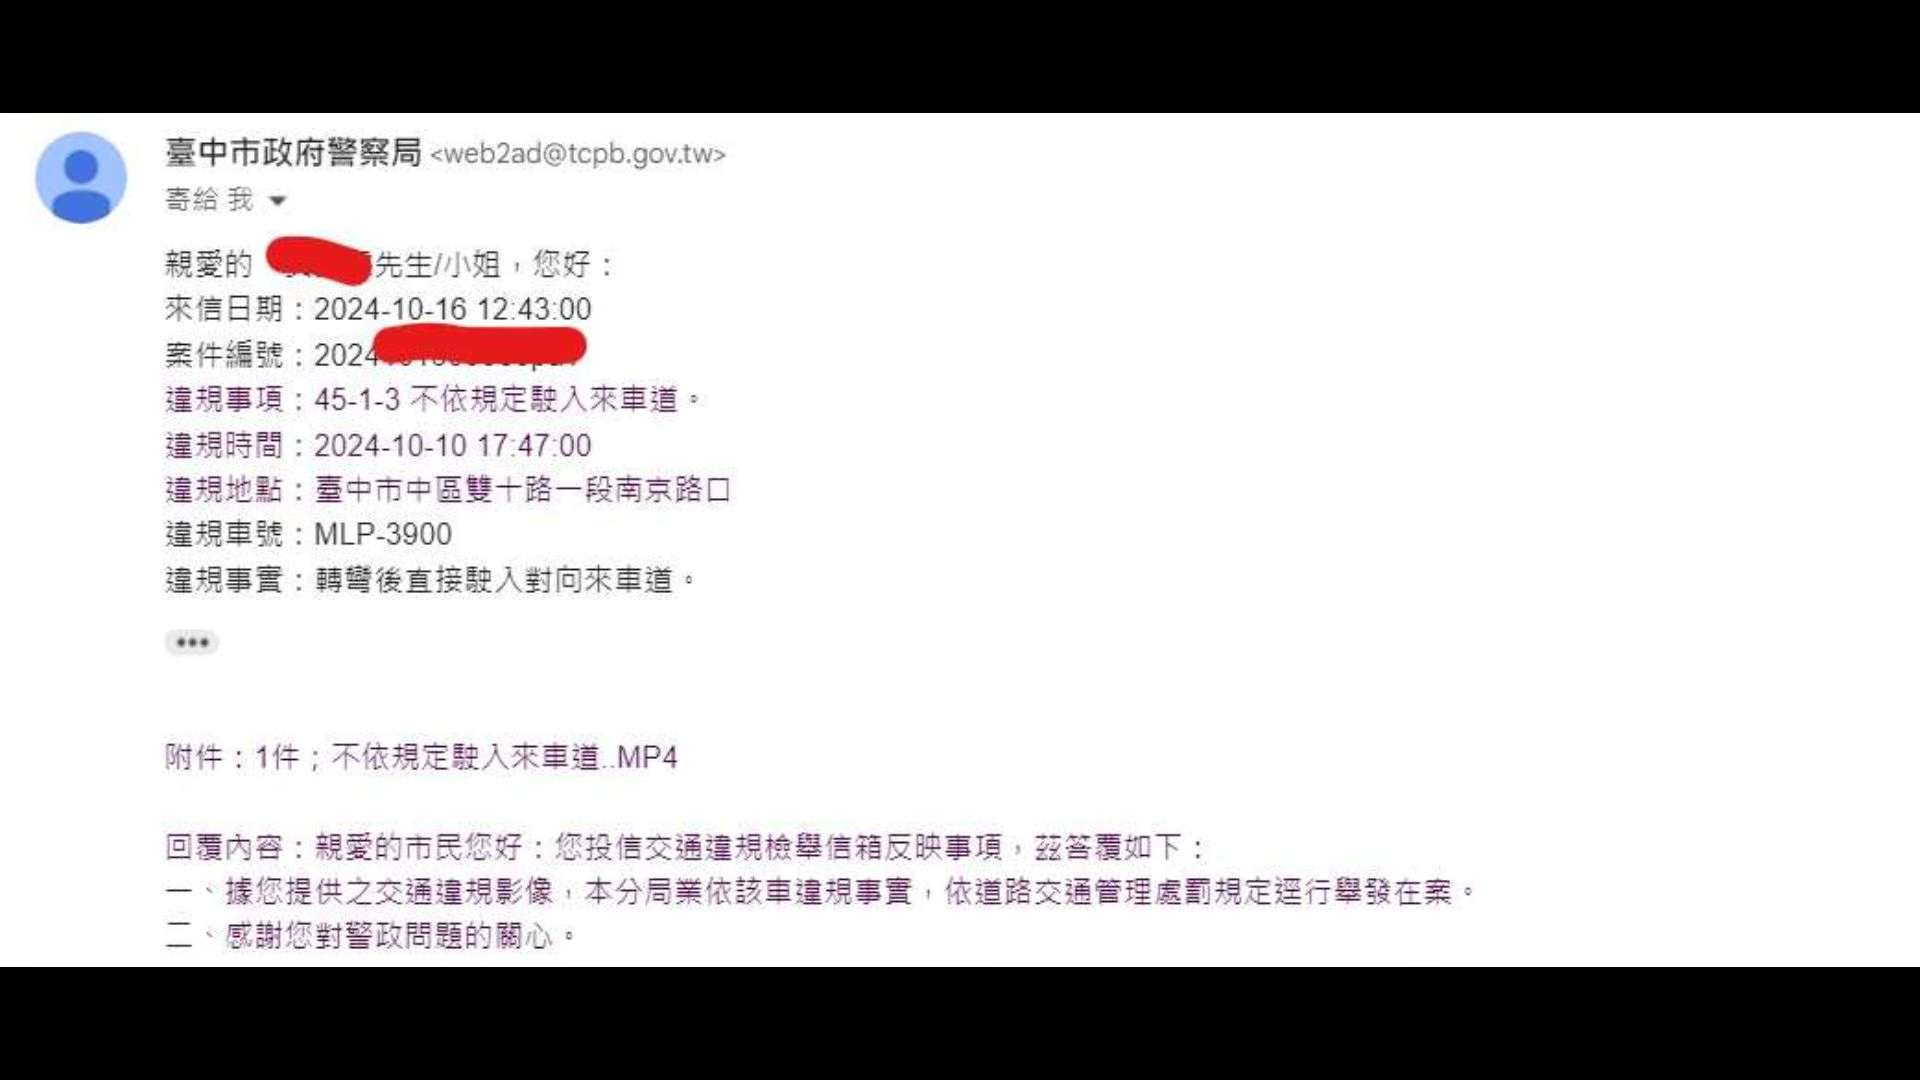 臺中市政府警察局 <web2ad@tcpb.gov.tw>
寄給 我
親愛的 先生/小姐，您好：
來信日期：2024-10-16 12:43:00
案件編號：2024
違規事項：45-1-3 不依規定駛入來車道。
違規時間：2024-10-10 17:47:00
違規地點：臺中市中區雙十路一段南京路口
違規車號：MLP-3900
違規事實：轉彎後直接駛入對向來車道。
附件：1件；不依規定駛入來車道..MP4
回覆內容：親愛的市民您好：您投信交通違規檢舉信箱反映事項，茲答覆如下：
一、據您提供之交通違規影像，本分局業依該車違規事實，依道路交通管理處罰規定逕行舉發在案。
二、感謝您對警政問題的關心。